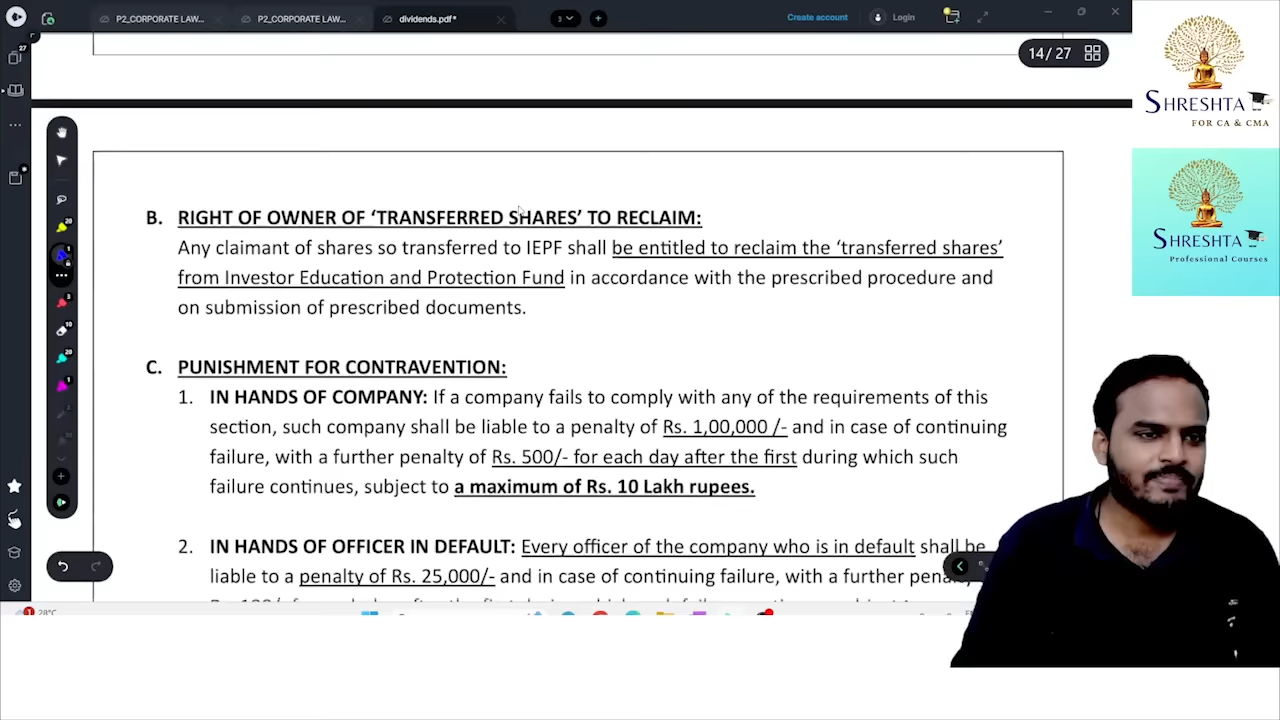 P2_CORPORATE LAW...
P2_CORPORATE LAW...
dividends.pdf*
3
Create account
Login
14/27
27
SHRESHTA
FOR CA & CMA
SHRESHTA
Professional Courses
B. RIGHT OF OWNER OF ‘TRANSFERRED SHARES’ TO RECLAIM:
Any claimant of shares so transferred to IEPF shall be entitled to reclaim the ‘transferred shares’
from Investor Education and Protection Fund in accordance with the prescribed procedure and
on submission of prescribed documents.
C. PUNISHMENT FOR CONTRAVENTION:
1. IN HANDS OF COMPANY: If a company fails to comply with any of the requirements of this
section, such company shall be liable to a penalty of Rs. 1,00,000 /- and in case of continuing
failure, with a further penalty of Rs. 500/- for each day after the first during which such
failure continues, subject to a maximum of Rs. 10 Lakh rupees.
2. IN HANDS OF OFFICER IN DEFAULT: Every officer of the company who is in default shall be
liable to a penalty of Rs. 25,000/- and in case of continuing failure, with a further
28°C